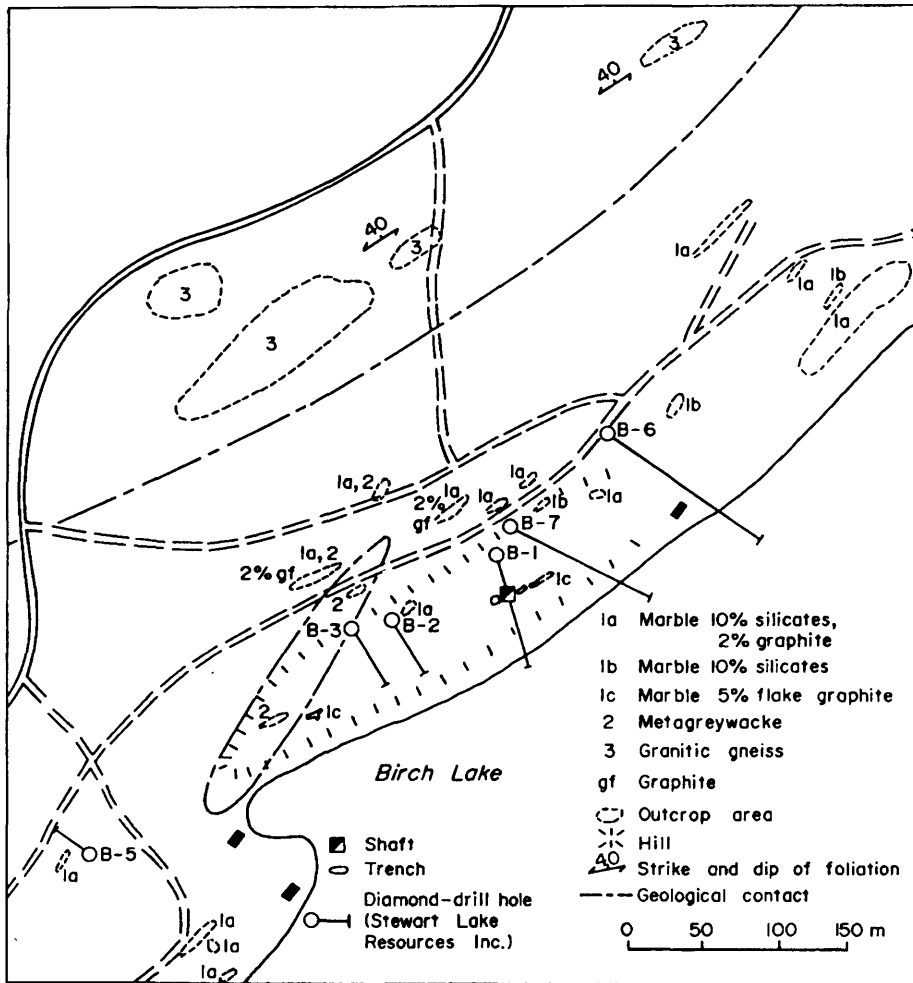 3
40
40
3
3
3
1a
1a
1b
1a
1b
B-6
1a, 2
1a
2%
gf
1a
1a
1b
1a
B-7
B-1
1a, 2
2% gf
2
1a
B-2
B-3
1c
2
1c
Birch Lake
B-5
1a
1a
1a
1a
1a Marble 10% silicates,
2% graphite
1b Marble 10% silicates
1c Marble 5% flake graphite
2 Metagreywacke
3 Granitic gneiss
gf Graphite
Outcrop area
Hill
40 Strike and dip of foliation
Geological contact
0 50 100 150 m
Shaft
Trench
Diamond-drill hole
(Stewart Lake
Resources Inc.)